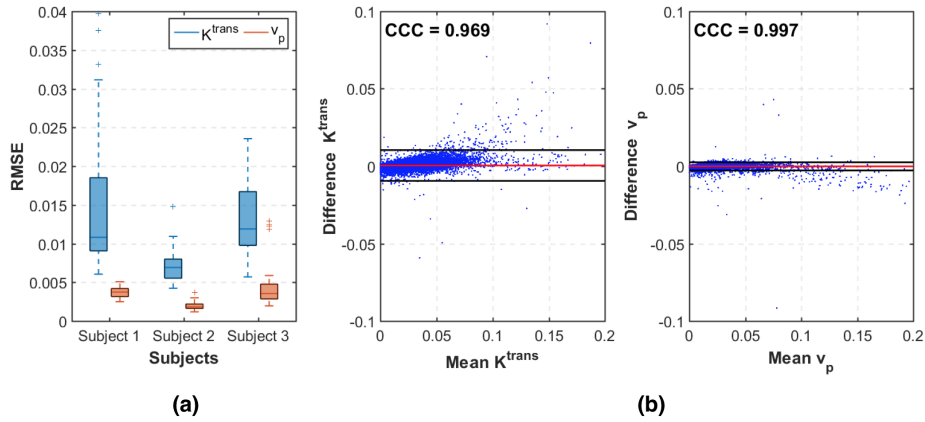 RMSE
0.04
0.035
0.03
0.025
0.02
0.015
0.01
0.005
0
K^trans
v_p
Subject 1
Subject 2
Subject 3
Subjects
(a)
CCC = 0.969
Difference K^trans
0.1
0.05
0
-0.05
-0.1
0
0.05
0.1
0.15
0.2
Mean K^trans
CCC = 0.997
Difference v_p
0.1
0.05
0
-0.05
-0.1
0
0.05
0.1
0.15
0.2
Mean v_p
(b)